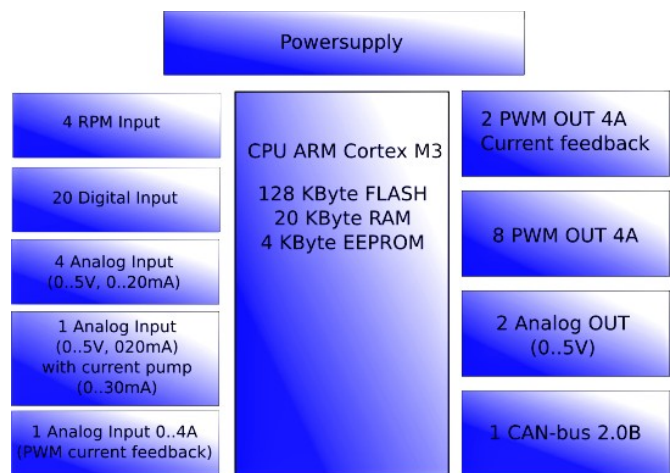 Powersupply
4 RPM Input
20 Digital Input
4 Analog Input
(0..5V, 0..20mA)
1 Analog Input
(0..5V, 020mA)
with current pump
(0..30mA)
1 Analog Input 0..4A
(PWM current feedback)
CPU ARM Cortex M3
128 KByte FLASH
20 KByte RAM
4 KByte EEPROM
2 PWM OUT 4A
Current feedback
8 PWM OUT 4A
2 Analog OUT
(0..5V)
1 CAN-bus 2.0B